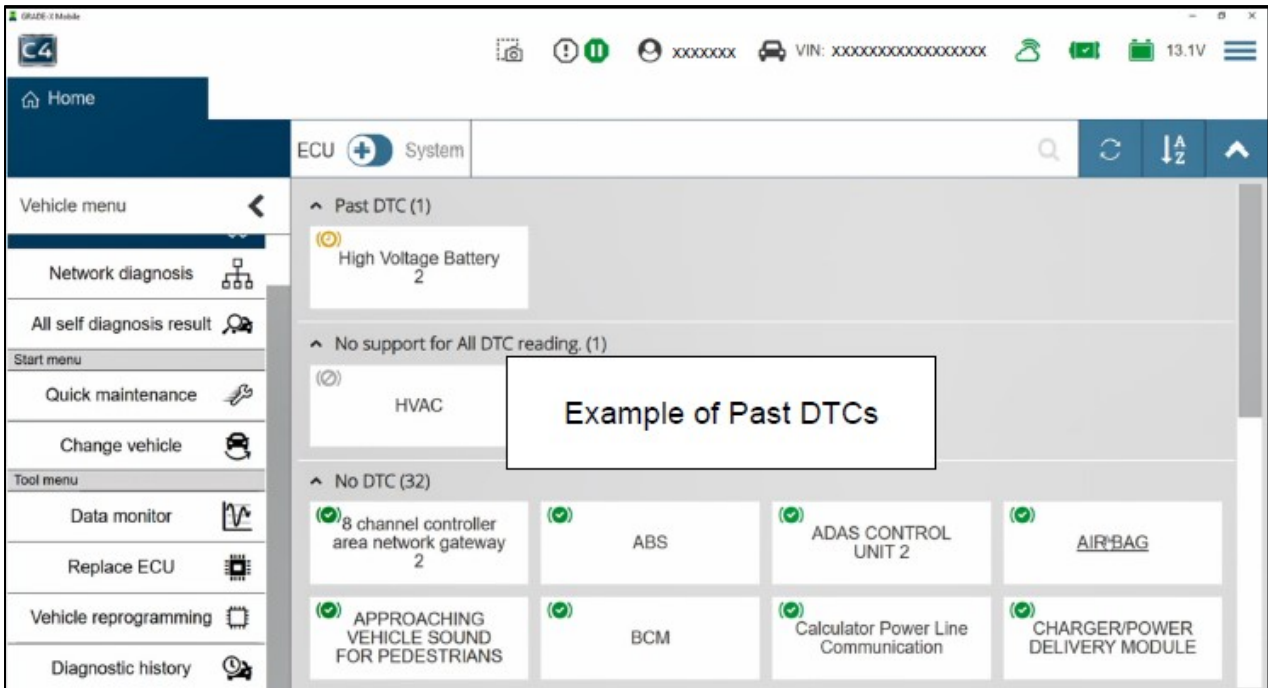 GRADE-X Mobile
C4
xxxxxxx
VIN: xxxxxxxxxxxxxxxxx
13.1V
Home
ECU
System
A
Z
Vehicle menu
Past DTC (1)
High Voltage Battery
2
Network diagnosis
All self diagnosis result
No support for All DTC reading. (1)
Start menu
Quick maintenance
HVAC
Example of Past DTCs
Change vehicle
Tool menu
No DTC (32)
Data monitor
8 channel controller
area network gateway
2
ABS
ADAS CONTROL
UNIT 2
AIRBAG
Replace ECU
Vehicle reprogramming
APPROACHING
VEHICLE SOUND
FOR PEDESTRIANS
BCM
Calculator Power Line
Communication
CHARGER/POWER
DELIVERY MODULE
Diagnostic history